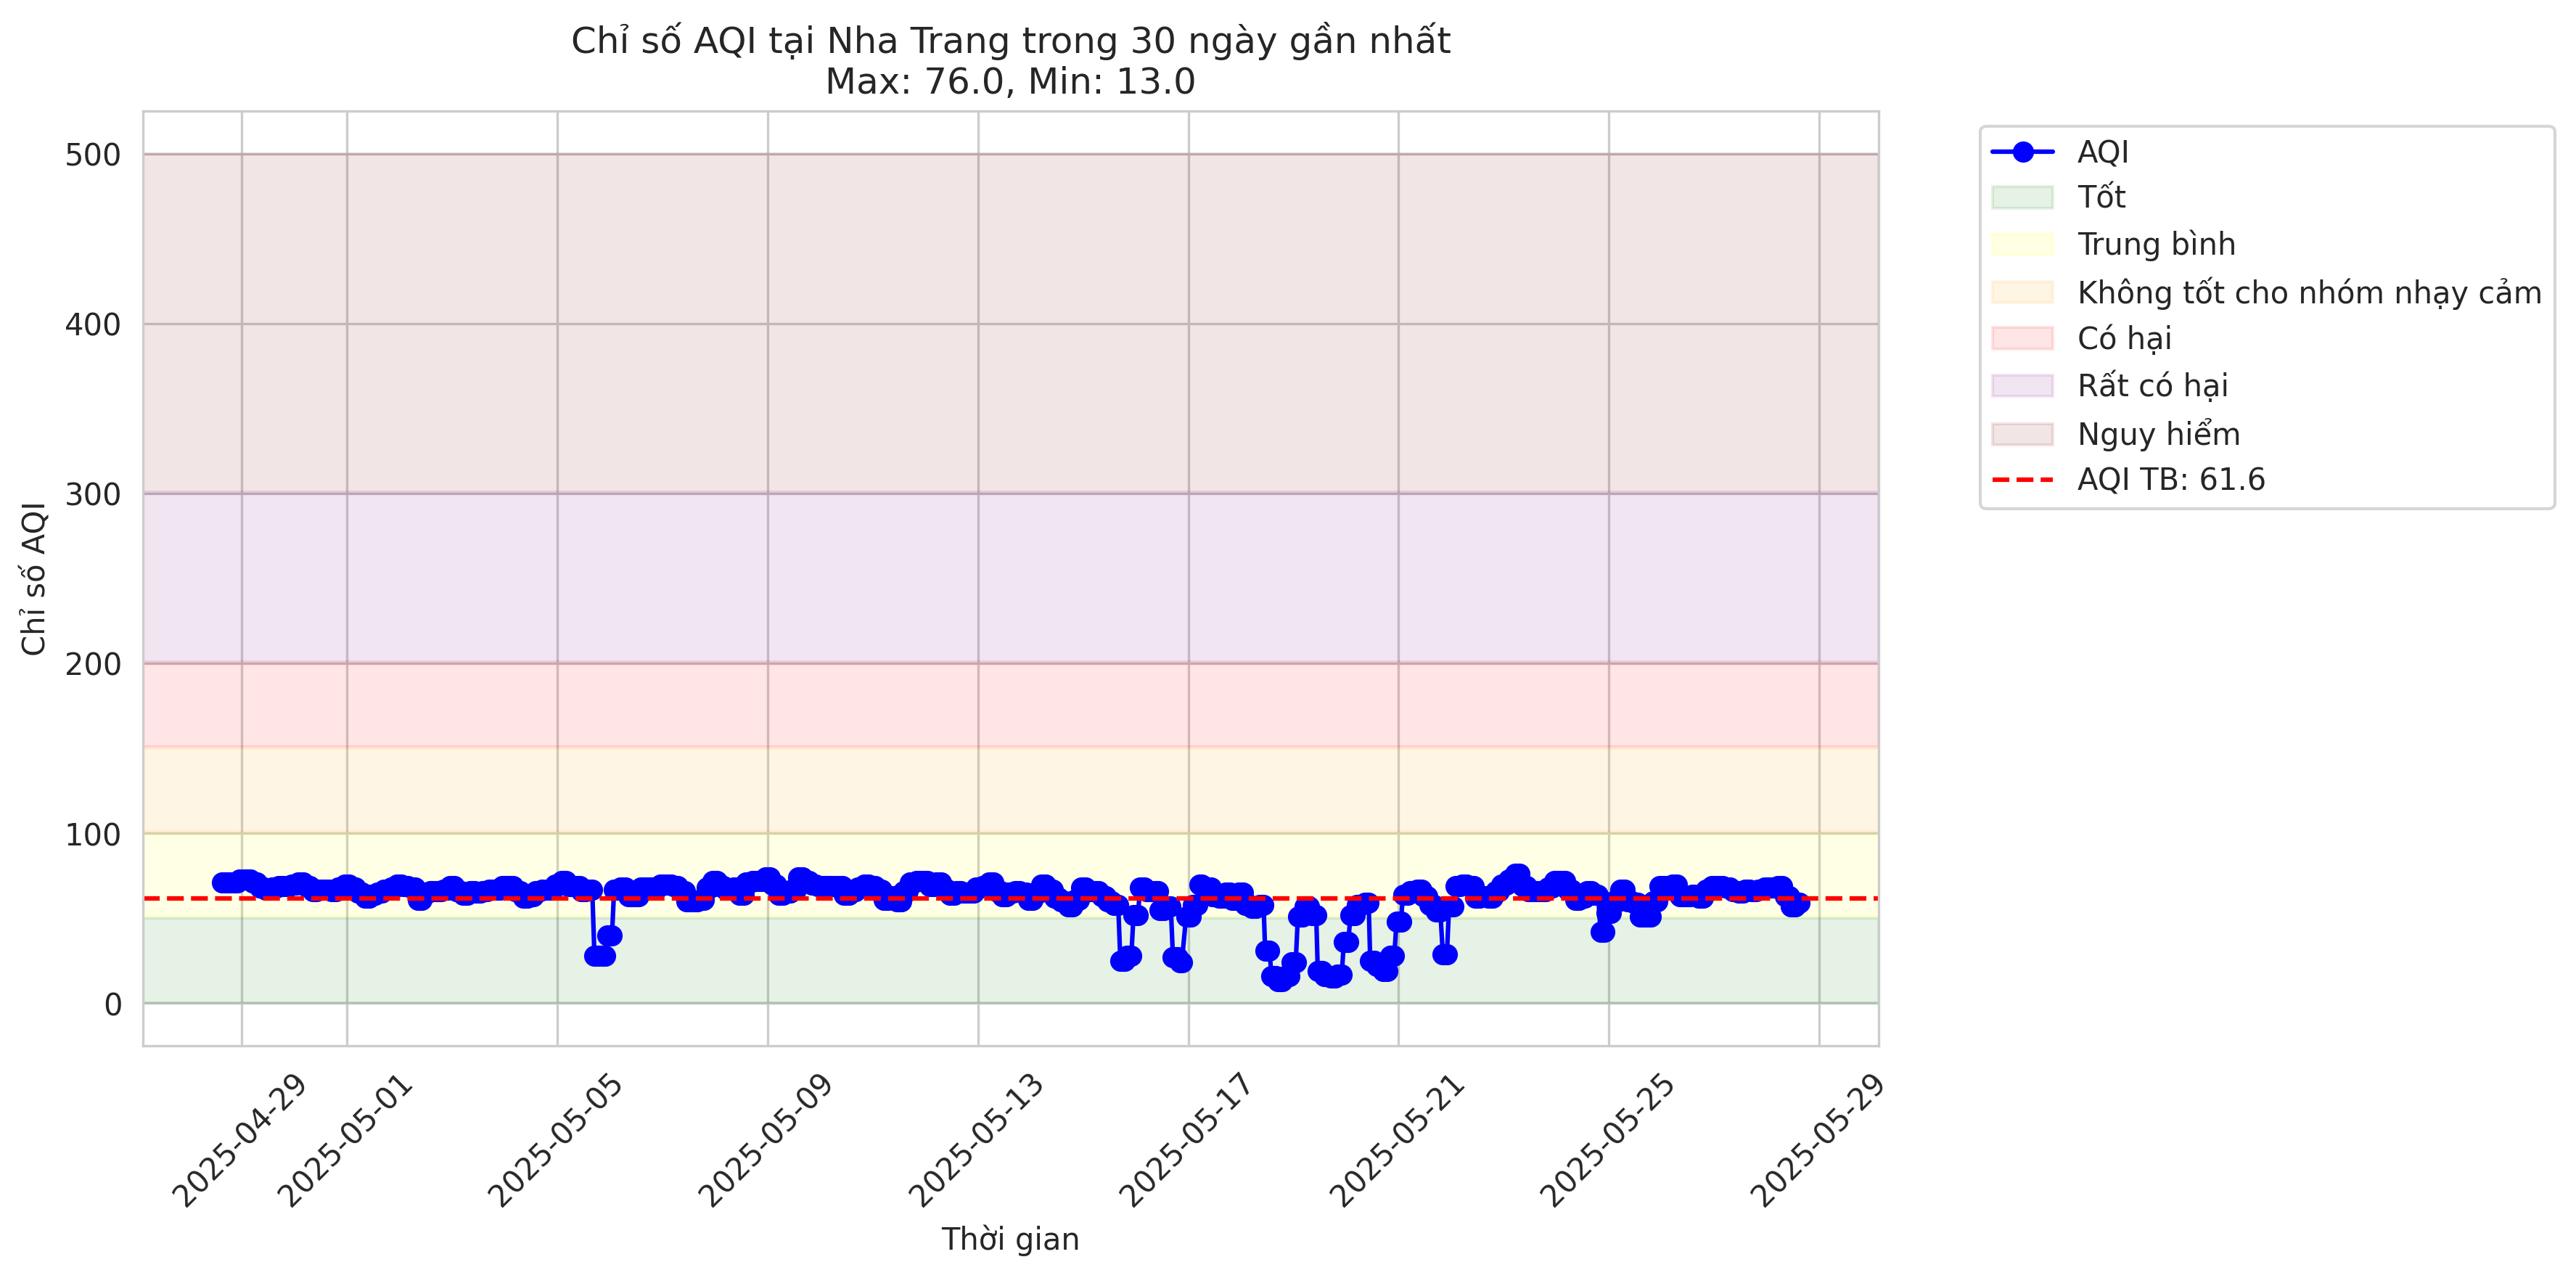 Chỉ số AQI tại Nha Trang trong 30 ngày gần nhất
Max: 76.0, Min: 13.0
Chỉ số AQI
500
400
300
200
100
0
2025-04-29
2025-05-01
2025-05-05
2025-05-09
2025-05-13
2025-05-17
2025-05-21
2025-05-25
2025-05-29
Thời gian
AQI
Tốt
Trung bình
Không tốt cho nhóm nhạy cảm
Có hại
Rất có hại
Nguy hiểm
AQI TB: 61.6